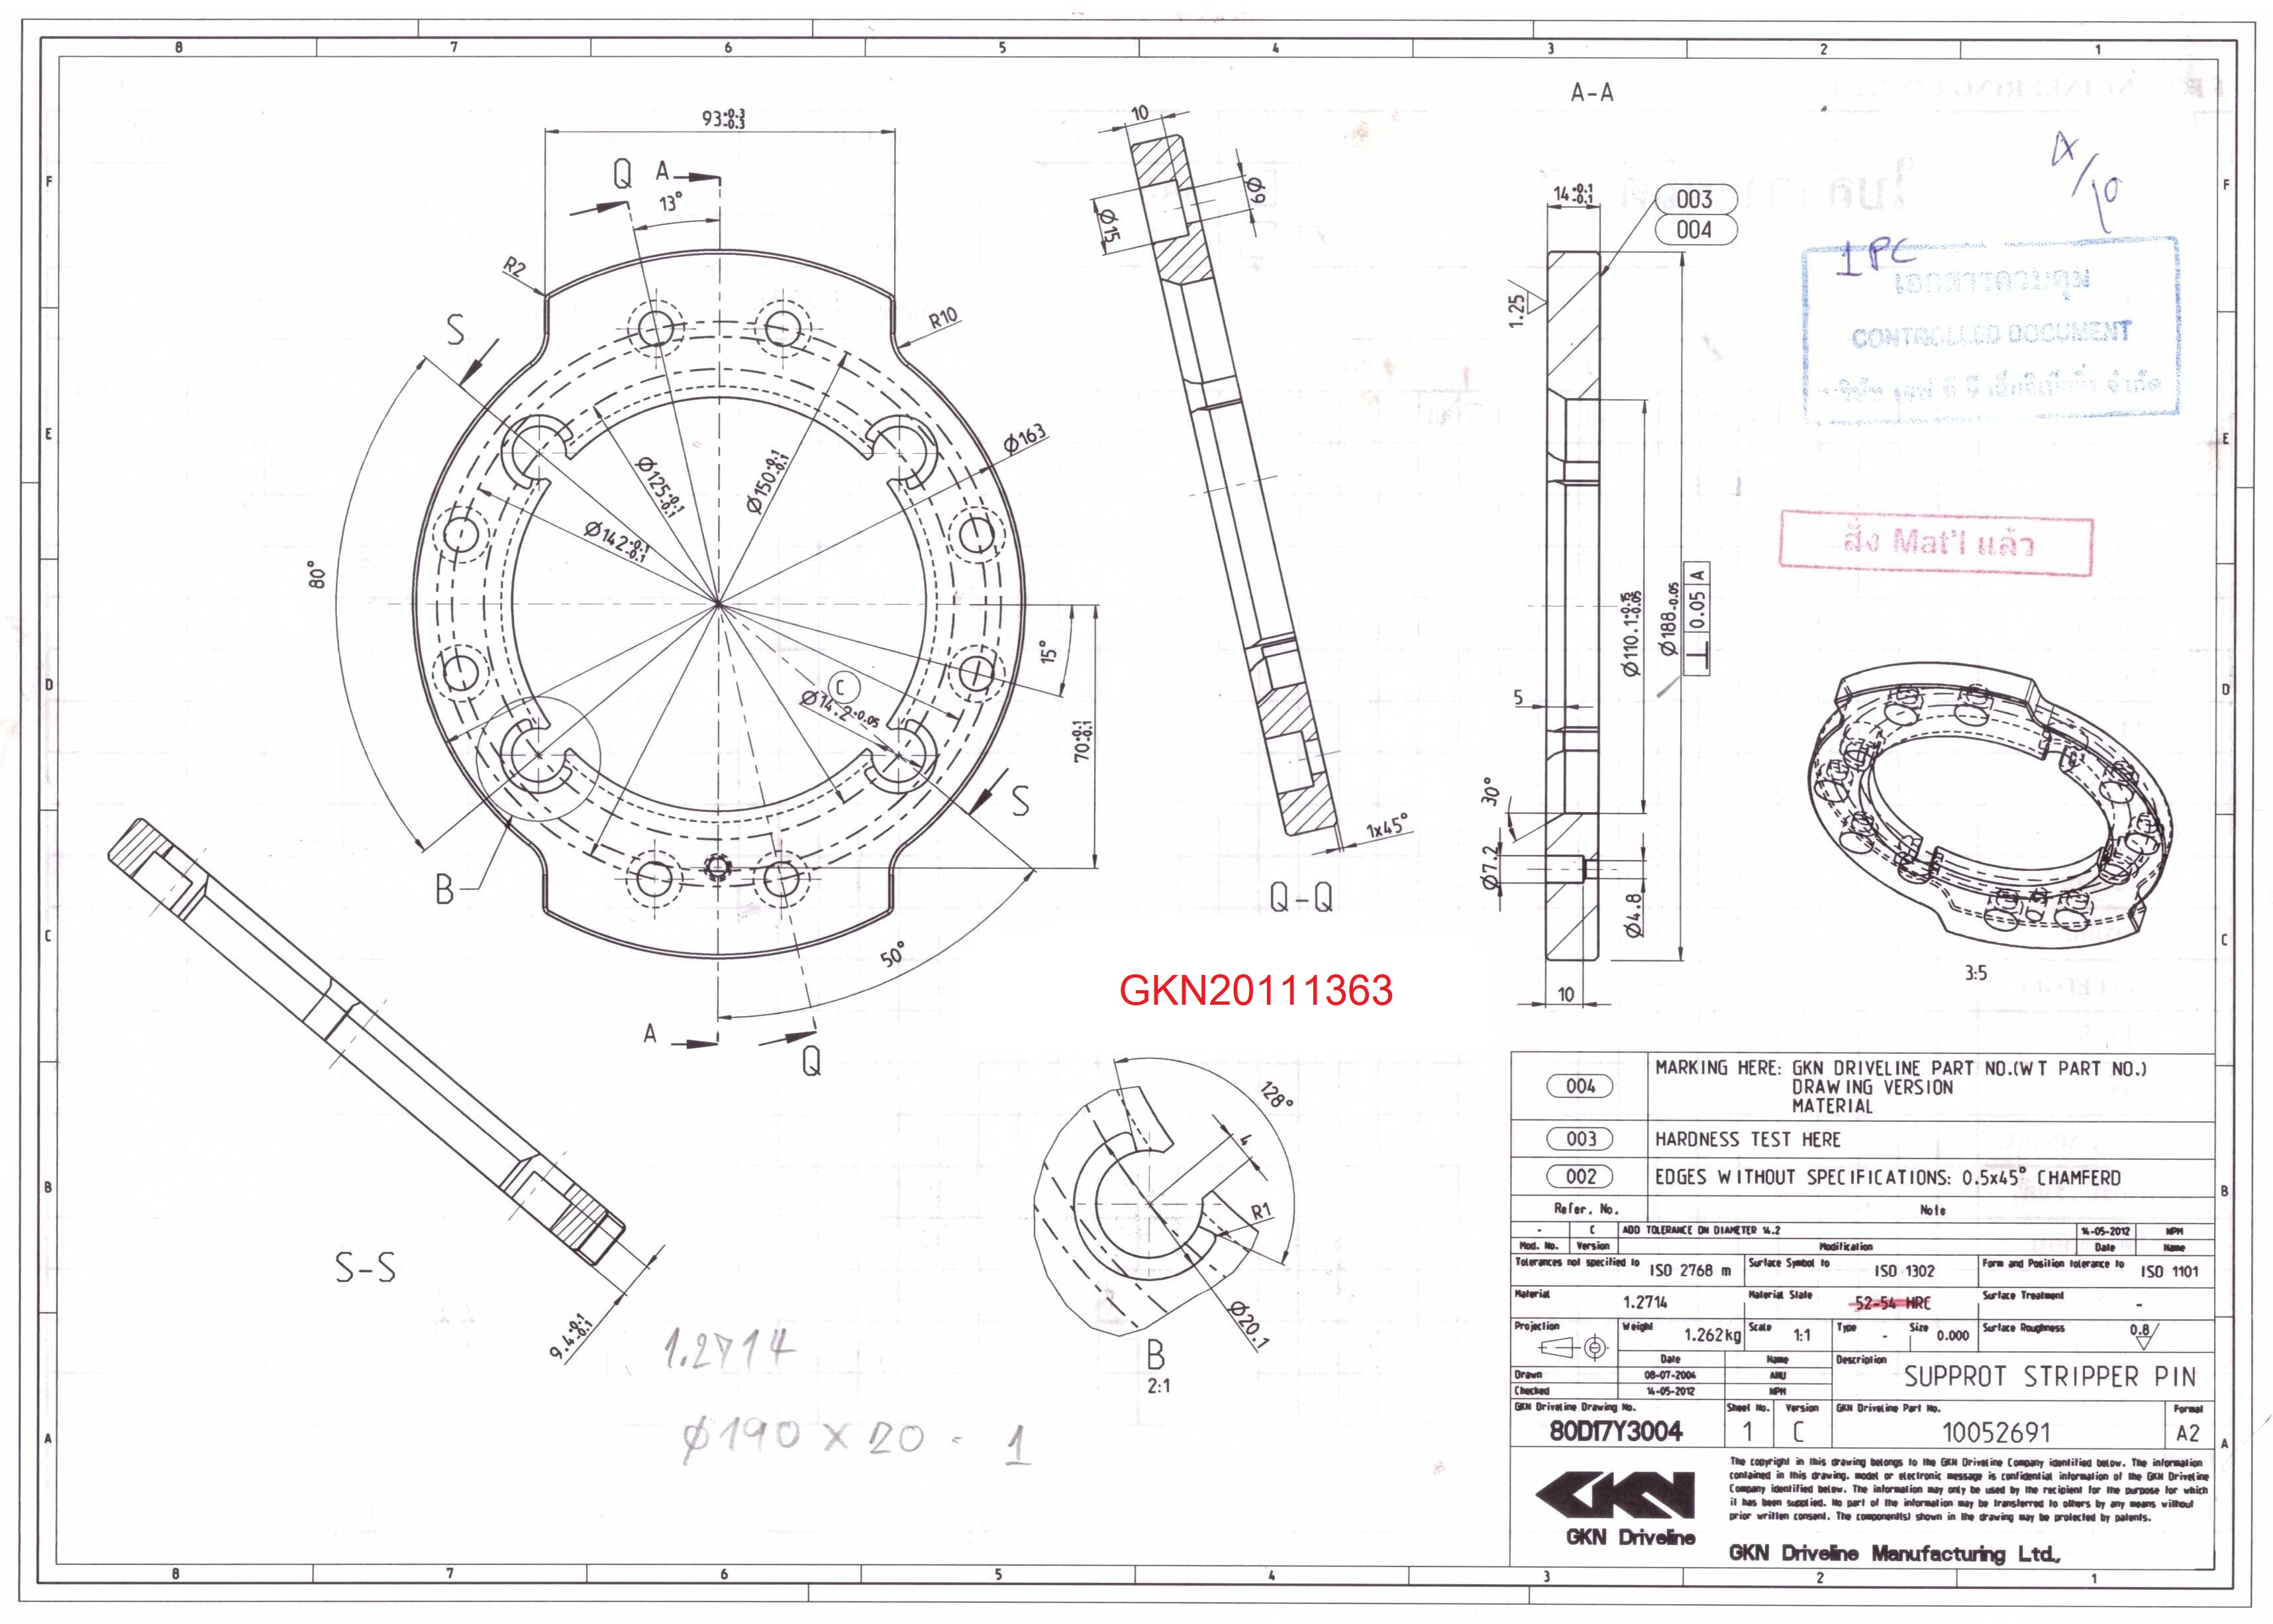 8 7 6 5 4 3 2 1
F
E
D
C
B
A
A-A
93+0.3-0.3
Q A
13°
R2
R10
S
Ø163
Ø125+0.1-0.1
Ø150+0.1-0.1
Ø142+0.1-0.1
80°
15°
C
Ø14.2+0.05
70+0.1-0.1
S
B
50°
A
Q
10
Ø9
Ø15
1x45°
Q-Q
14+0.1-0.1
003
004
1.25
5
30°
Ø7.2
Ø4.8
10
Ø188-0.05
⊥ 0.05 A
4/10
1 PC
เอกสารควบคุม
CONTROLLED DOCUMENT
สั่ง Mat'l แล้ว
3:5
GKN20111363
S-S
9.4+0.1-0.1
128°
4
R1
Ø20.1
B
2:1
1.2714
Ø190 x 20 - 1
004 MARKING HERE: GKN DRIVELINE PART NO.(WT PART NO.)
DRAWING VERSION
MATERIAL
003 HARDNESS TEST HERE
002 EDGES WITHOUT SPECIFICATIONS: 0.5x45° CHAMFERD
Refer. No. Note
- C ADD TOLERANCE ON DIAMETER 14.2 14-05-2012 NPM
Mod. No. Version Modification Date Name
Tolerances not specified to ISO 2768 m Surface Symbol to ISO 1302 Form and Position tolerance to ISO 1101
Material 1.2714 Material State 52-54 HRC Surface Treatment -
Projection Weight 1.262kg Scale 1:1 Type - Size 0.000 Surface Roughness 0.8
Date Name Description SUPPROT STRIPPER PIN
Drawn 08-07-2004 ANU
Checked 14-05-2012 NPM
GKN Driveline Drawing No. Sheet No. Version GKN Driveline Part No. Format
80D17Y3004 1 C 10052691 A2
The copyright in this drawing belongs to the GKN Driveline Company identified below. The information
contained in this drawing, model or electronic message is confidential information of the GKN Driveline
Company identified below. The information may only be used by the recipient for the purpose for which
it has been supplied. No part of the information may be transferred to others by any means without
prior written consent. The component(s) shown in the drawing may be protected by patents.
GKN
GKN Driveline
GKN Driveline Manufacturing Ltd.,
8 7 6 5 4 3 2 1